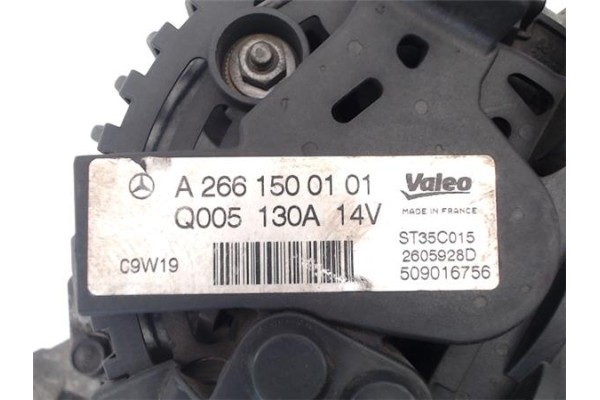 A 266 150 01 01
Valeo
Q005 130A 14V
MADE IN FRANCE
ST35C015
C9W19
2605928D
509016756